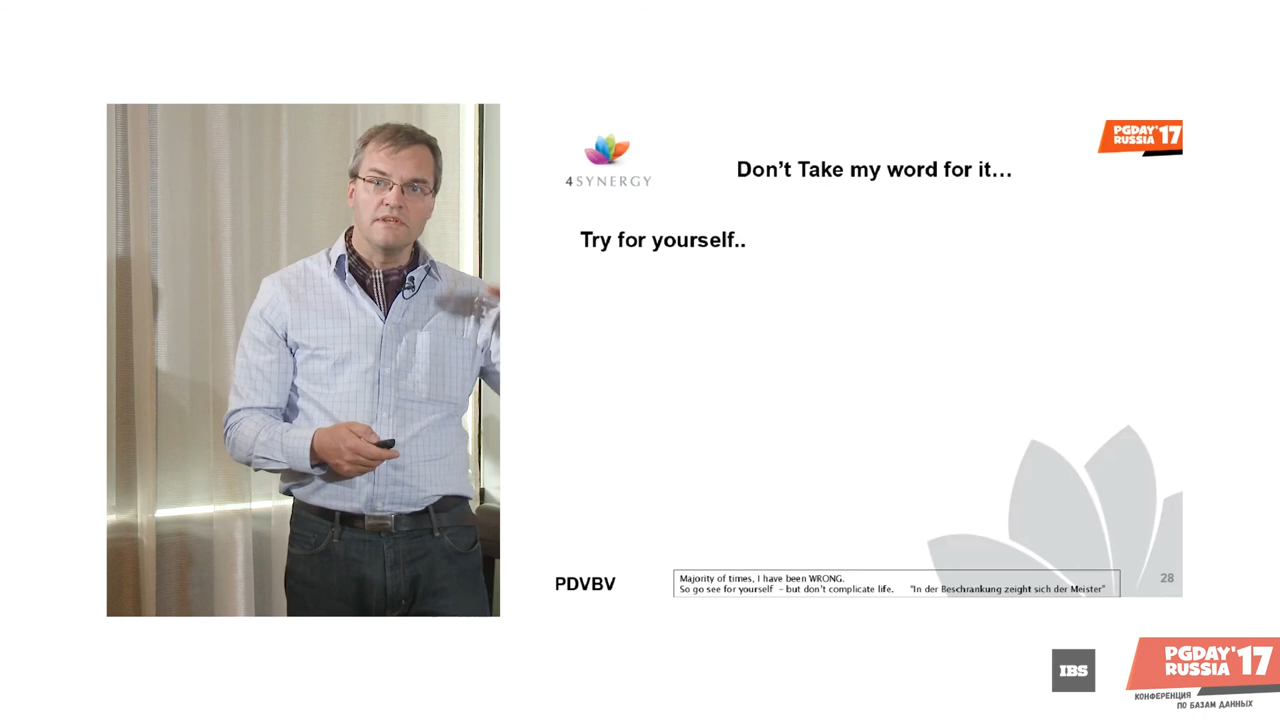 PGDAY'17
RUSSIA
4SYNERGY
Don't Take my word for it...
Try for yourself..
PDVBV
Majority of times, I have been WRONG.
So go see for yourself – but don't complicate life. "In der Beschrankung zeight sich der Meister"
28
IBS
PGDAY'17
RUSSIA
КОНФЕРЕНЦИЯ
ПО БАЗАМ ДАННЫХ